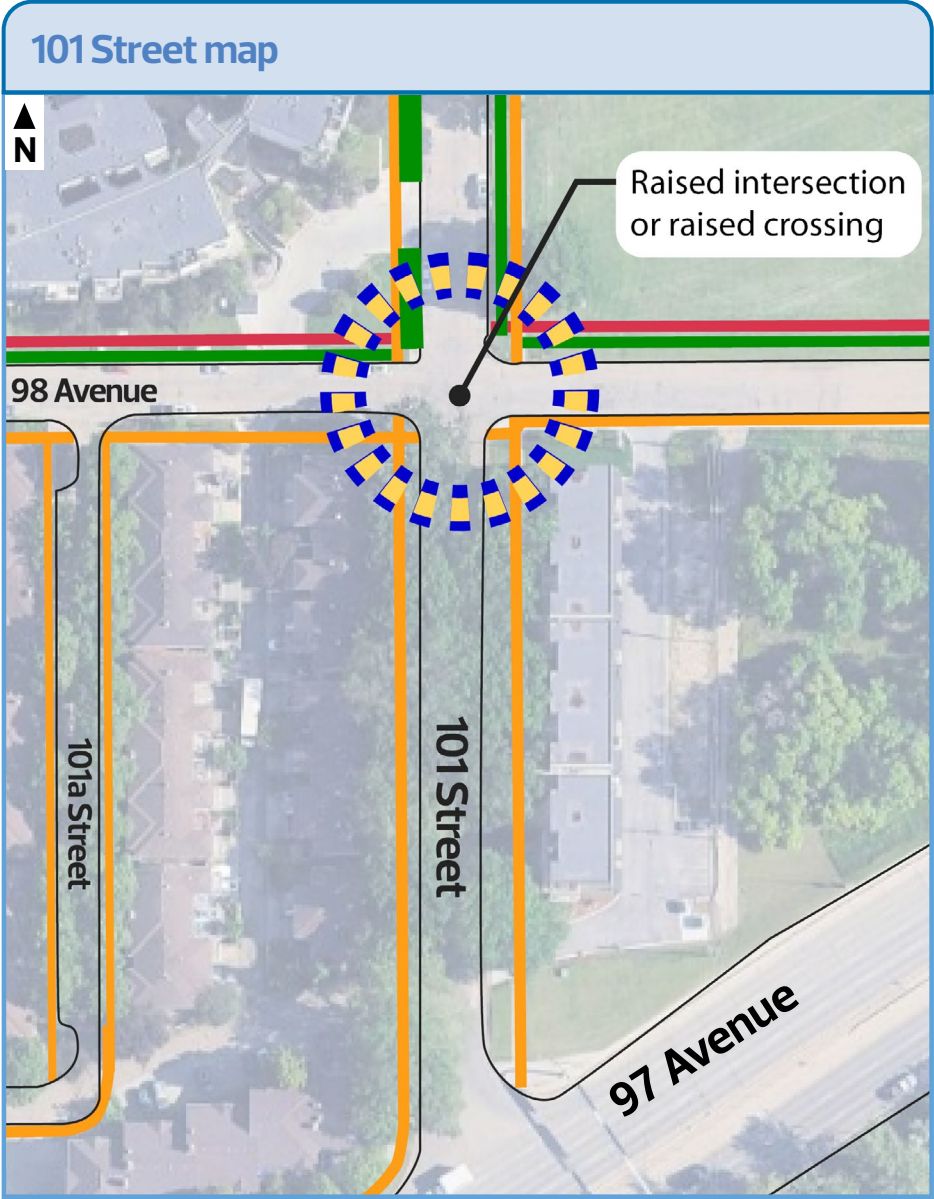 101 Street map
N
Raised intersection
or raised crossing
98 Avenue
101 Street
101a Street
97 Avenue